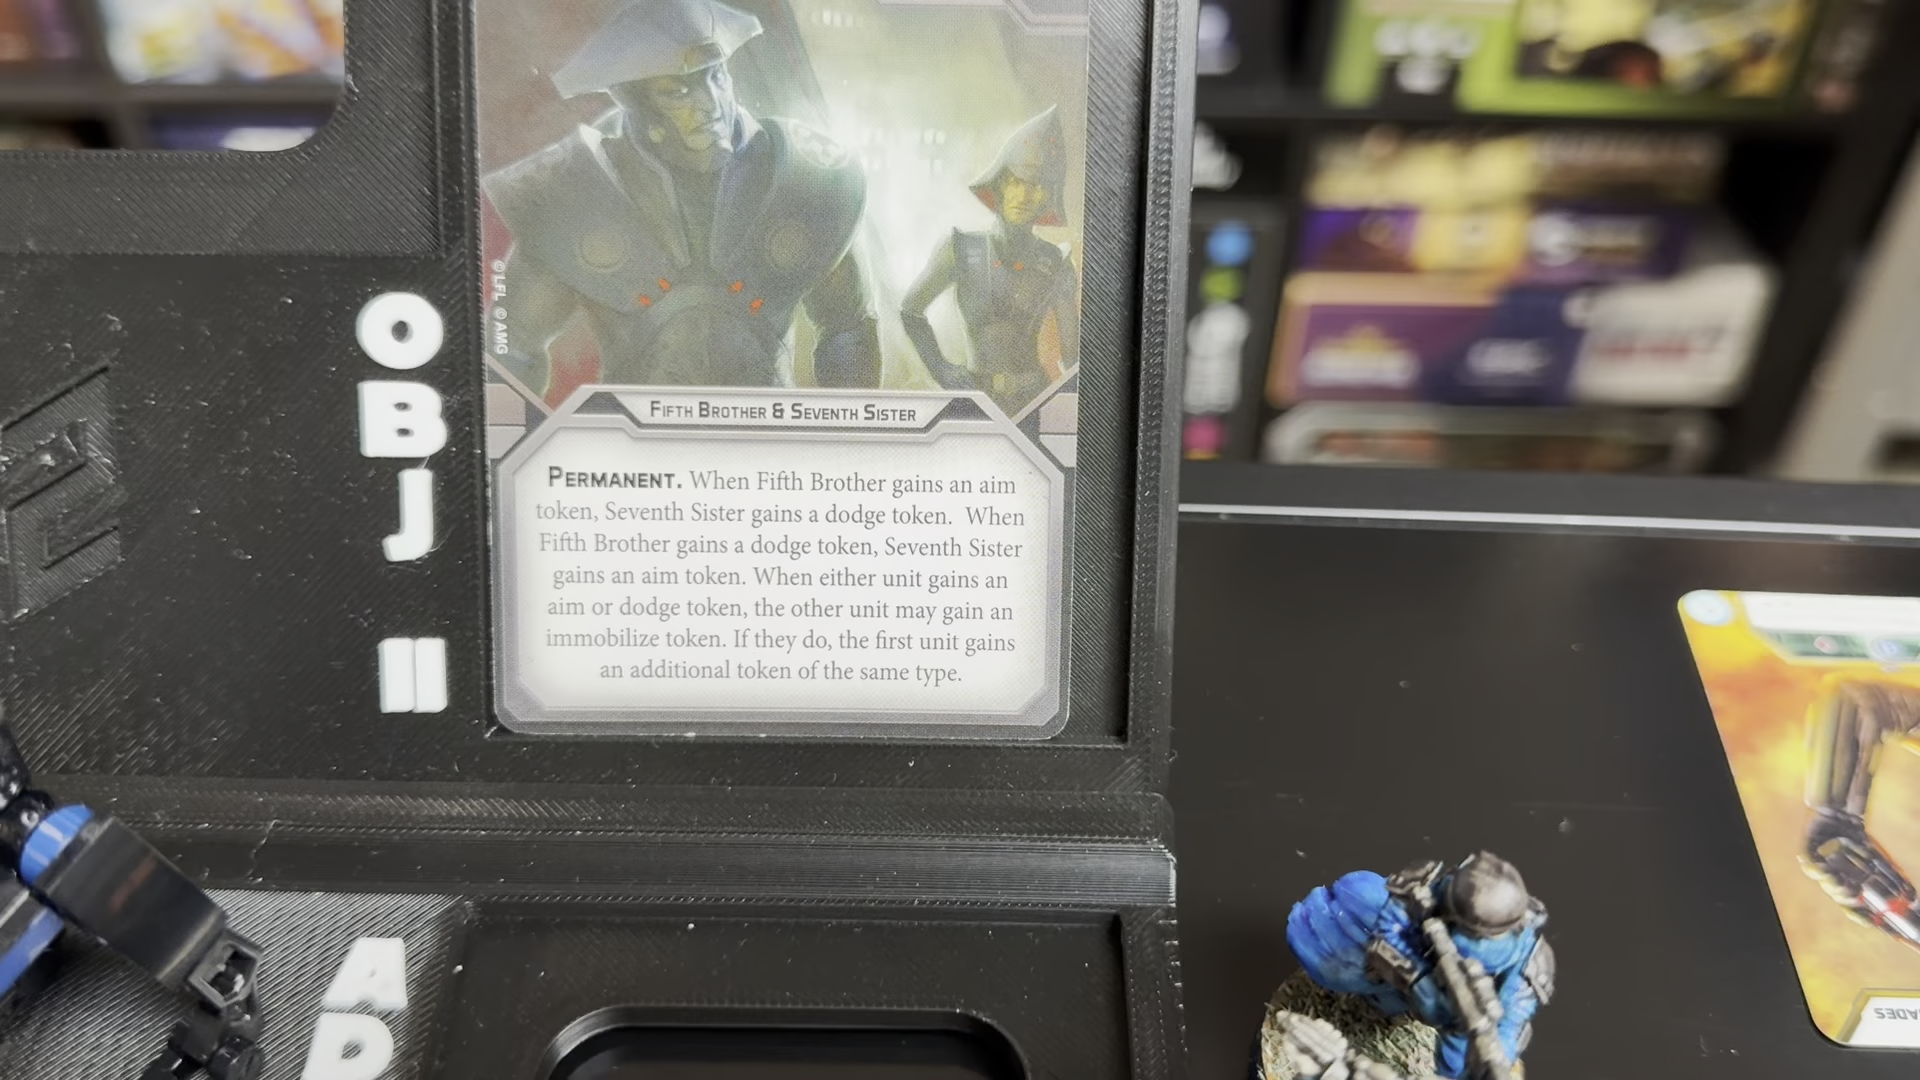 ©LFL ©AMG
FIFTH BROTHER & SEVENTH SISTER
PERMANENT. When Fifth Brother gains an aim
token, Seventh Sister gains a dodge token. When
Fifth Brother gains a dodge token, Seventh Sister
gains an aim token. When either unit gains an
aim or dodge token, the other unit may gain an
immobilize token. If they do, the first unit gains
an additional token of the same type.
OBJ
II
AD